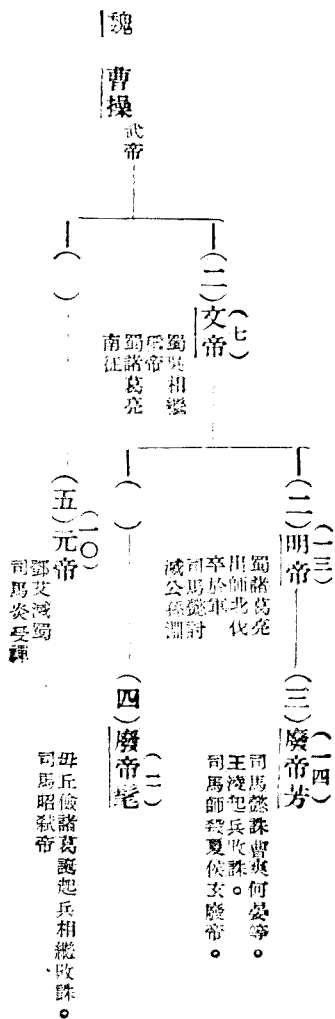 魏　曹操
武帝
（二）文帝
（七）
蜀吳相繼
稱帝
蜀諸葛亮
南征
（　）
（二）明帝
（一三）
蜀諸葛亮
出師北伐
卒於軍
司馬懿討
滅公孫淵
（三）廢帝芳
（一四）
司馬懿誅曹爽何晏等。
王淩起兵敗誅。
司馬師殺夏侯玄廢帝。
（　）
（四）廢帝髦
毋丘儉諸葛誕起兵相繼敗誅。
司馬昭弒帝
（五）元帝
（一〇）
鄧艾滅蜀
司馬炎受禪